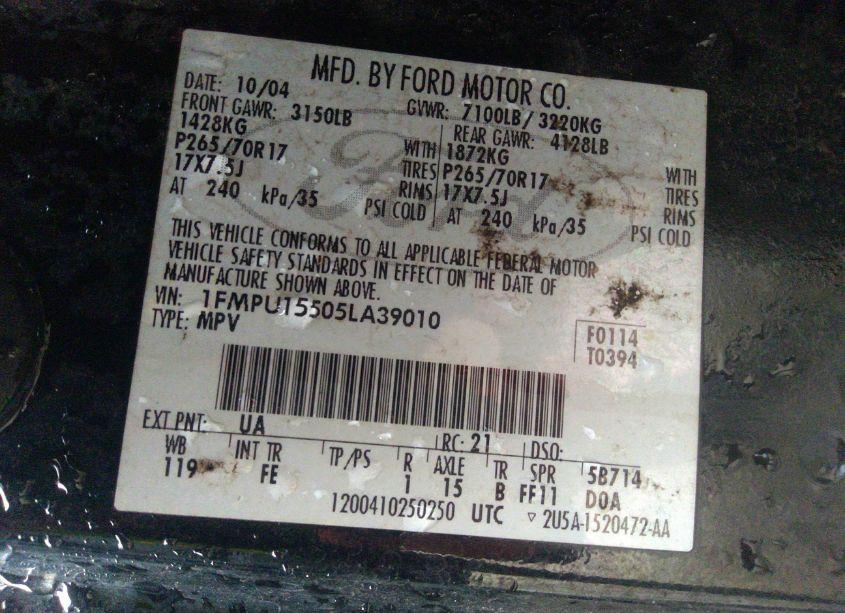 MFD. BY FORD MOTOR CO.
DATE: 10/04
GVWR: 7100LB/ 3220KG
FRONT GAWR: 3150LB
REAR GAWR: 4128LB
1428KG WITH
1872KG WITH
P265/70R17 TIRES
P265/70R17 TIRES
17X7.5J RIMS
17X7.5J RIMS
AT 240 kPa/35 PSI COLD
AT 240 kPa/35 PSI COLD
Ford
THIS VEHICLE CONFORMS TO ALL APPLICABLE FEDERAL MOTOR
VEHICLE SAFETY STANDARDS IN EFFECT ON THE DATE OF
MANUFACTURE SHOWN ABOVE.
VIN: 1FMPU15505LA39010
TYPE: MPV
F0114
T0394
EXT PNT: UA RC: 21 DSO:
WB INT TR TP/PS R AXLE TR SPR 5B714
119 FE 1 15 B FF11 DOA
1200410250250 UTC ▽ 2U5A-1520472-AA